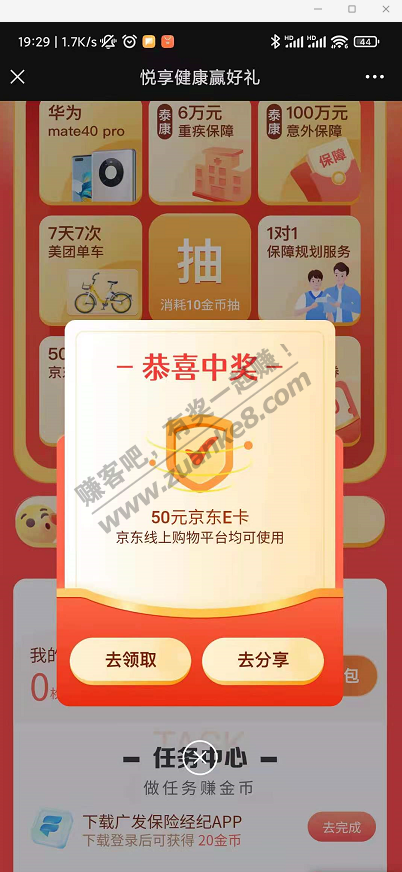 19:29 | 1.7K/s
HD
HD
44
悦享健康赢好礼
华为
mate40 pro
泰康
6万元
重疾保障
泰康
100万元
意外保障
保障
7天7次
美团单车
抽
消耗10金币抽
1对1
保障规划服务
50
京东
券
恭喜中奖
赚客吧,有奖一起赚!
www.zuanke8.com
50元京东E卡
京东线上购物平台均可使用
去领取
去分享
我的
0
包
TASK
任务中心
做任务赚金币
下载广发保险经纪APP
下载登录后可获得 20金币
去完成